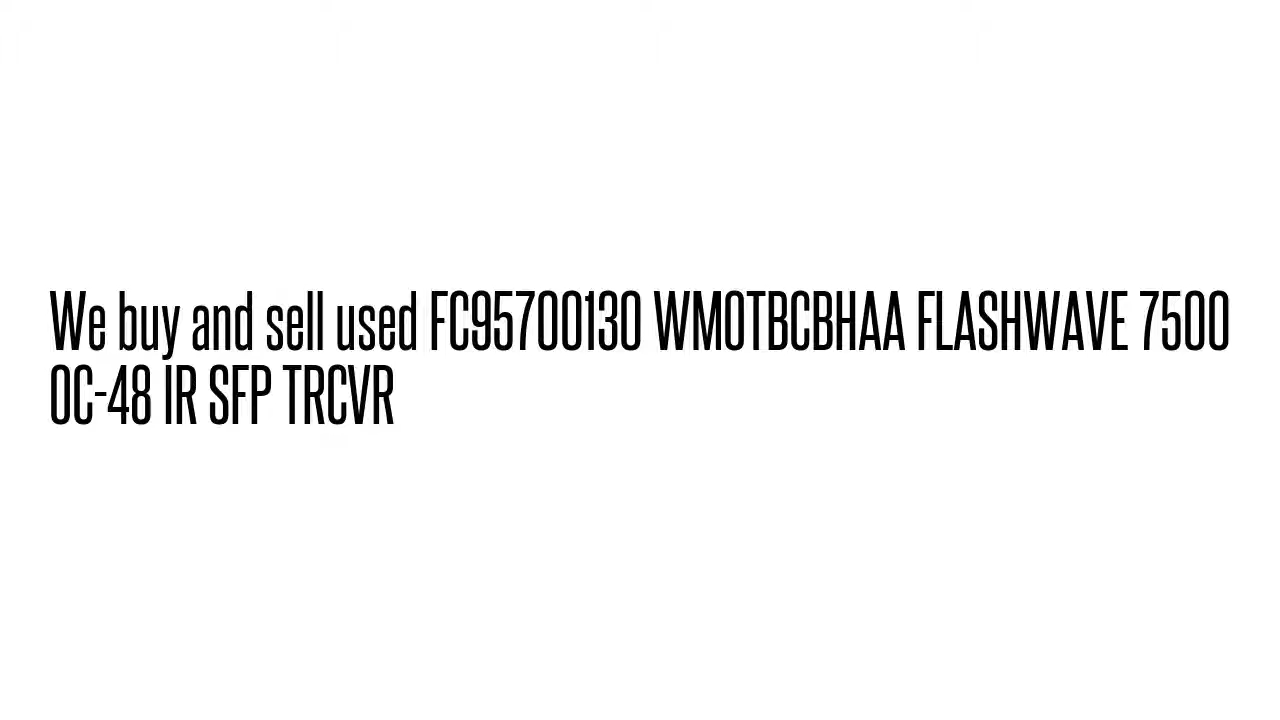 We buy and sell used FC95700130 WMOTBCBHAA FLASHWAVE 7500
OC-48 IR SFP TRCVR